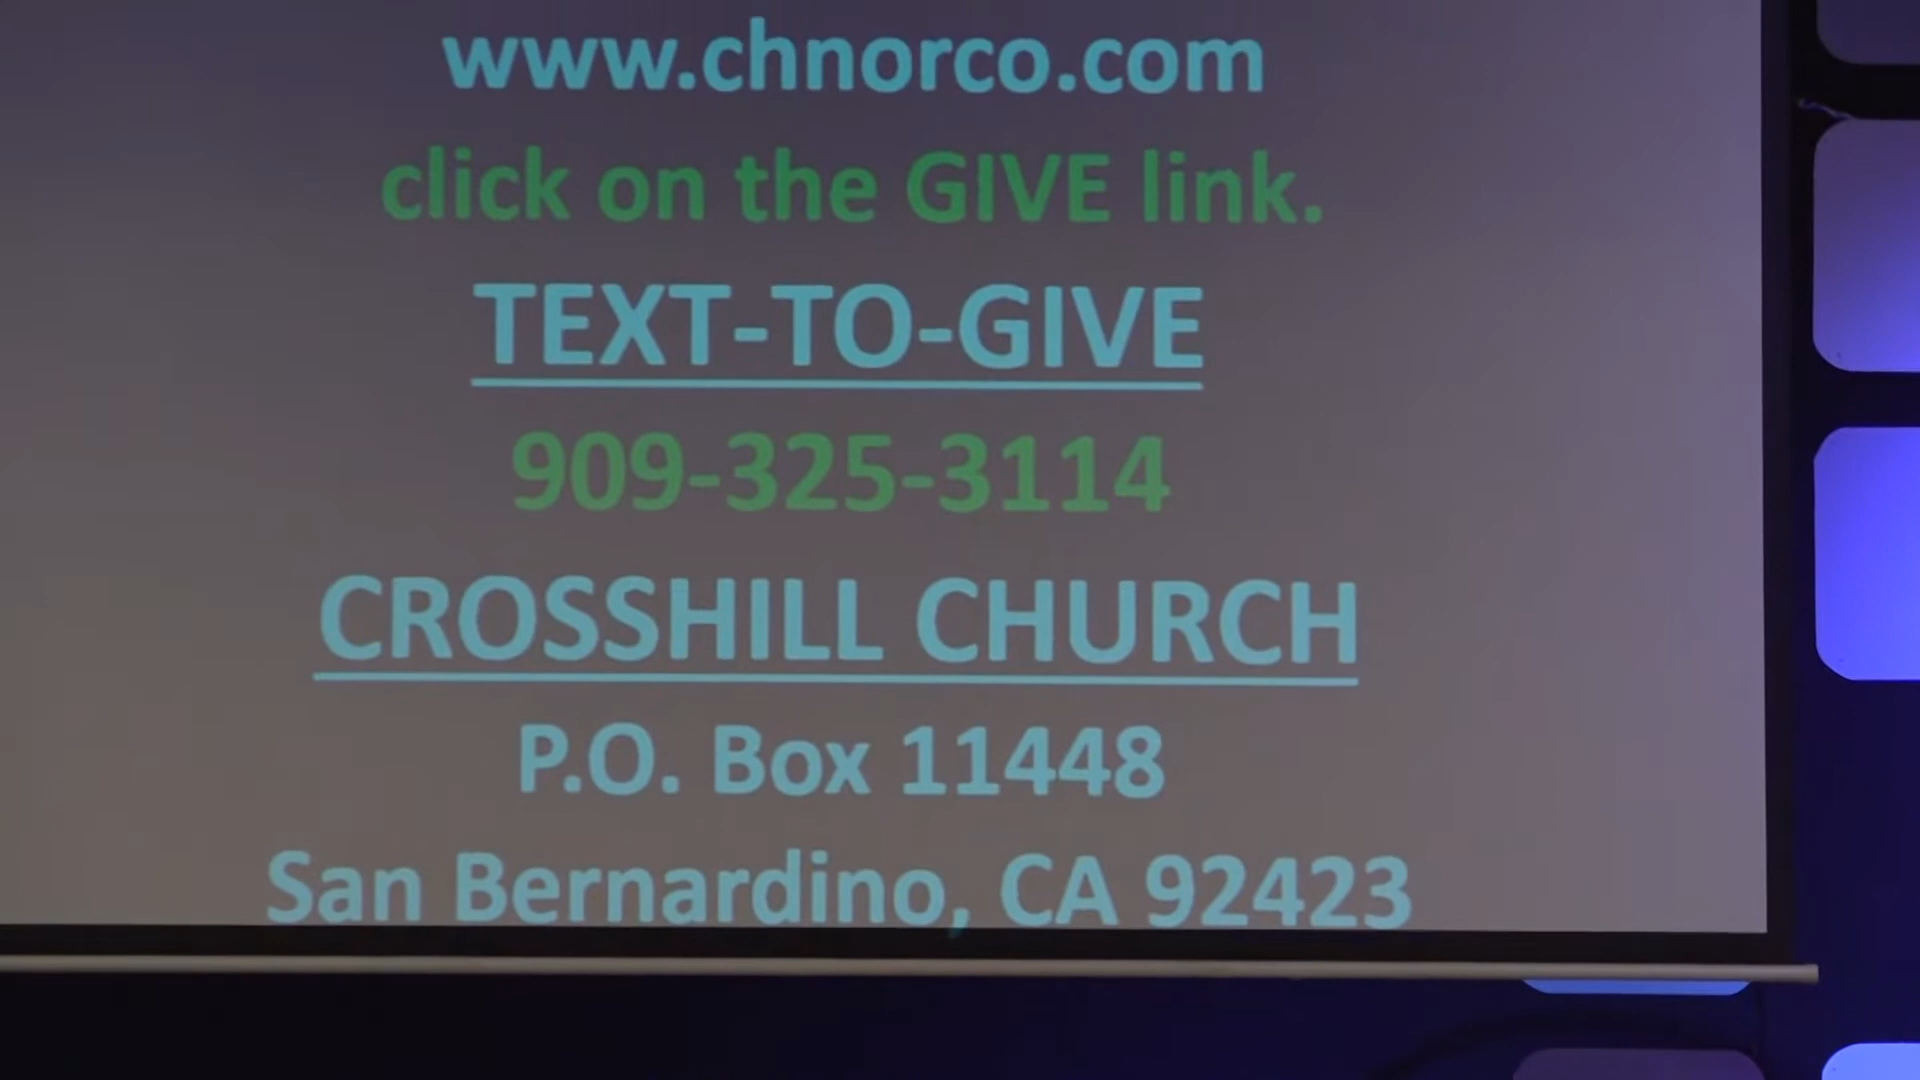 www.chnorco.com
click on the GIVE link.
TEXT-TO-GIVE
909-325-3114
CROSSHILL CHURCH
P.O. Box 11448
San Bernardino, CA 92423